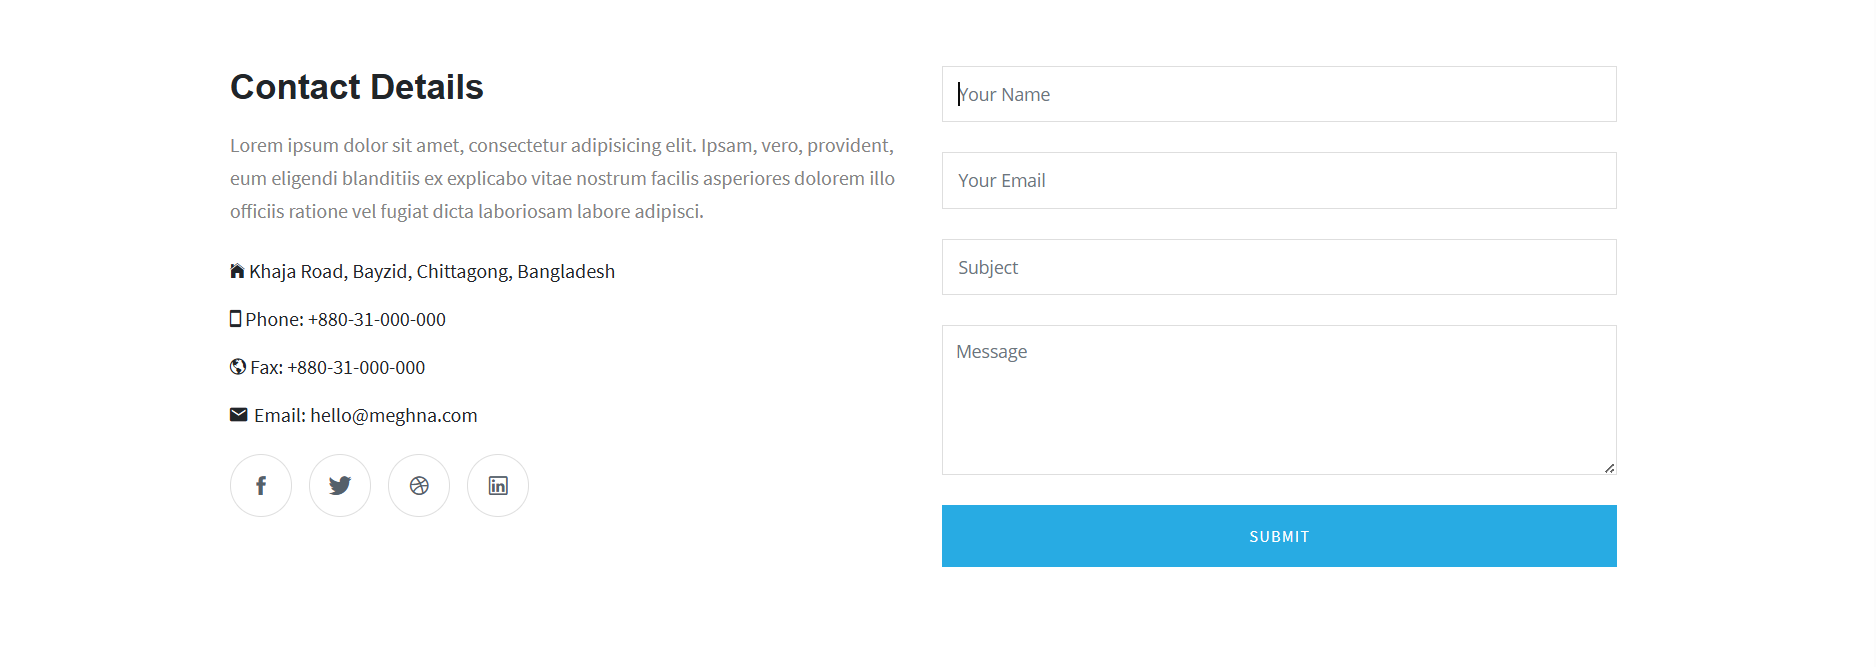 Contact Details
Lorem ipsum dolor sit amet, consectetur adipisicing elit. Ipsam, vero, provident,
eum eligendi blanditiis ex explicabo vitae nostrum facilis asperiores dolorem illo
officiis ratione vel fugiat dicta laboriosam labore adipisci.
Khaja Road, Bayzid, Chittagong, Bangladesh
Phone: +880-31-000-000
Fax: +880-31-000-000
Email: hello@meghna.com
Your Name
Your Email
Subject
Message
SUBMIT